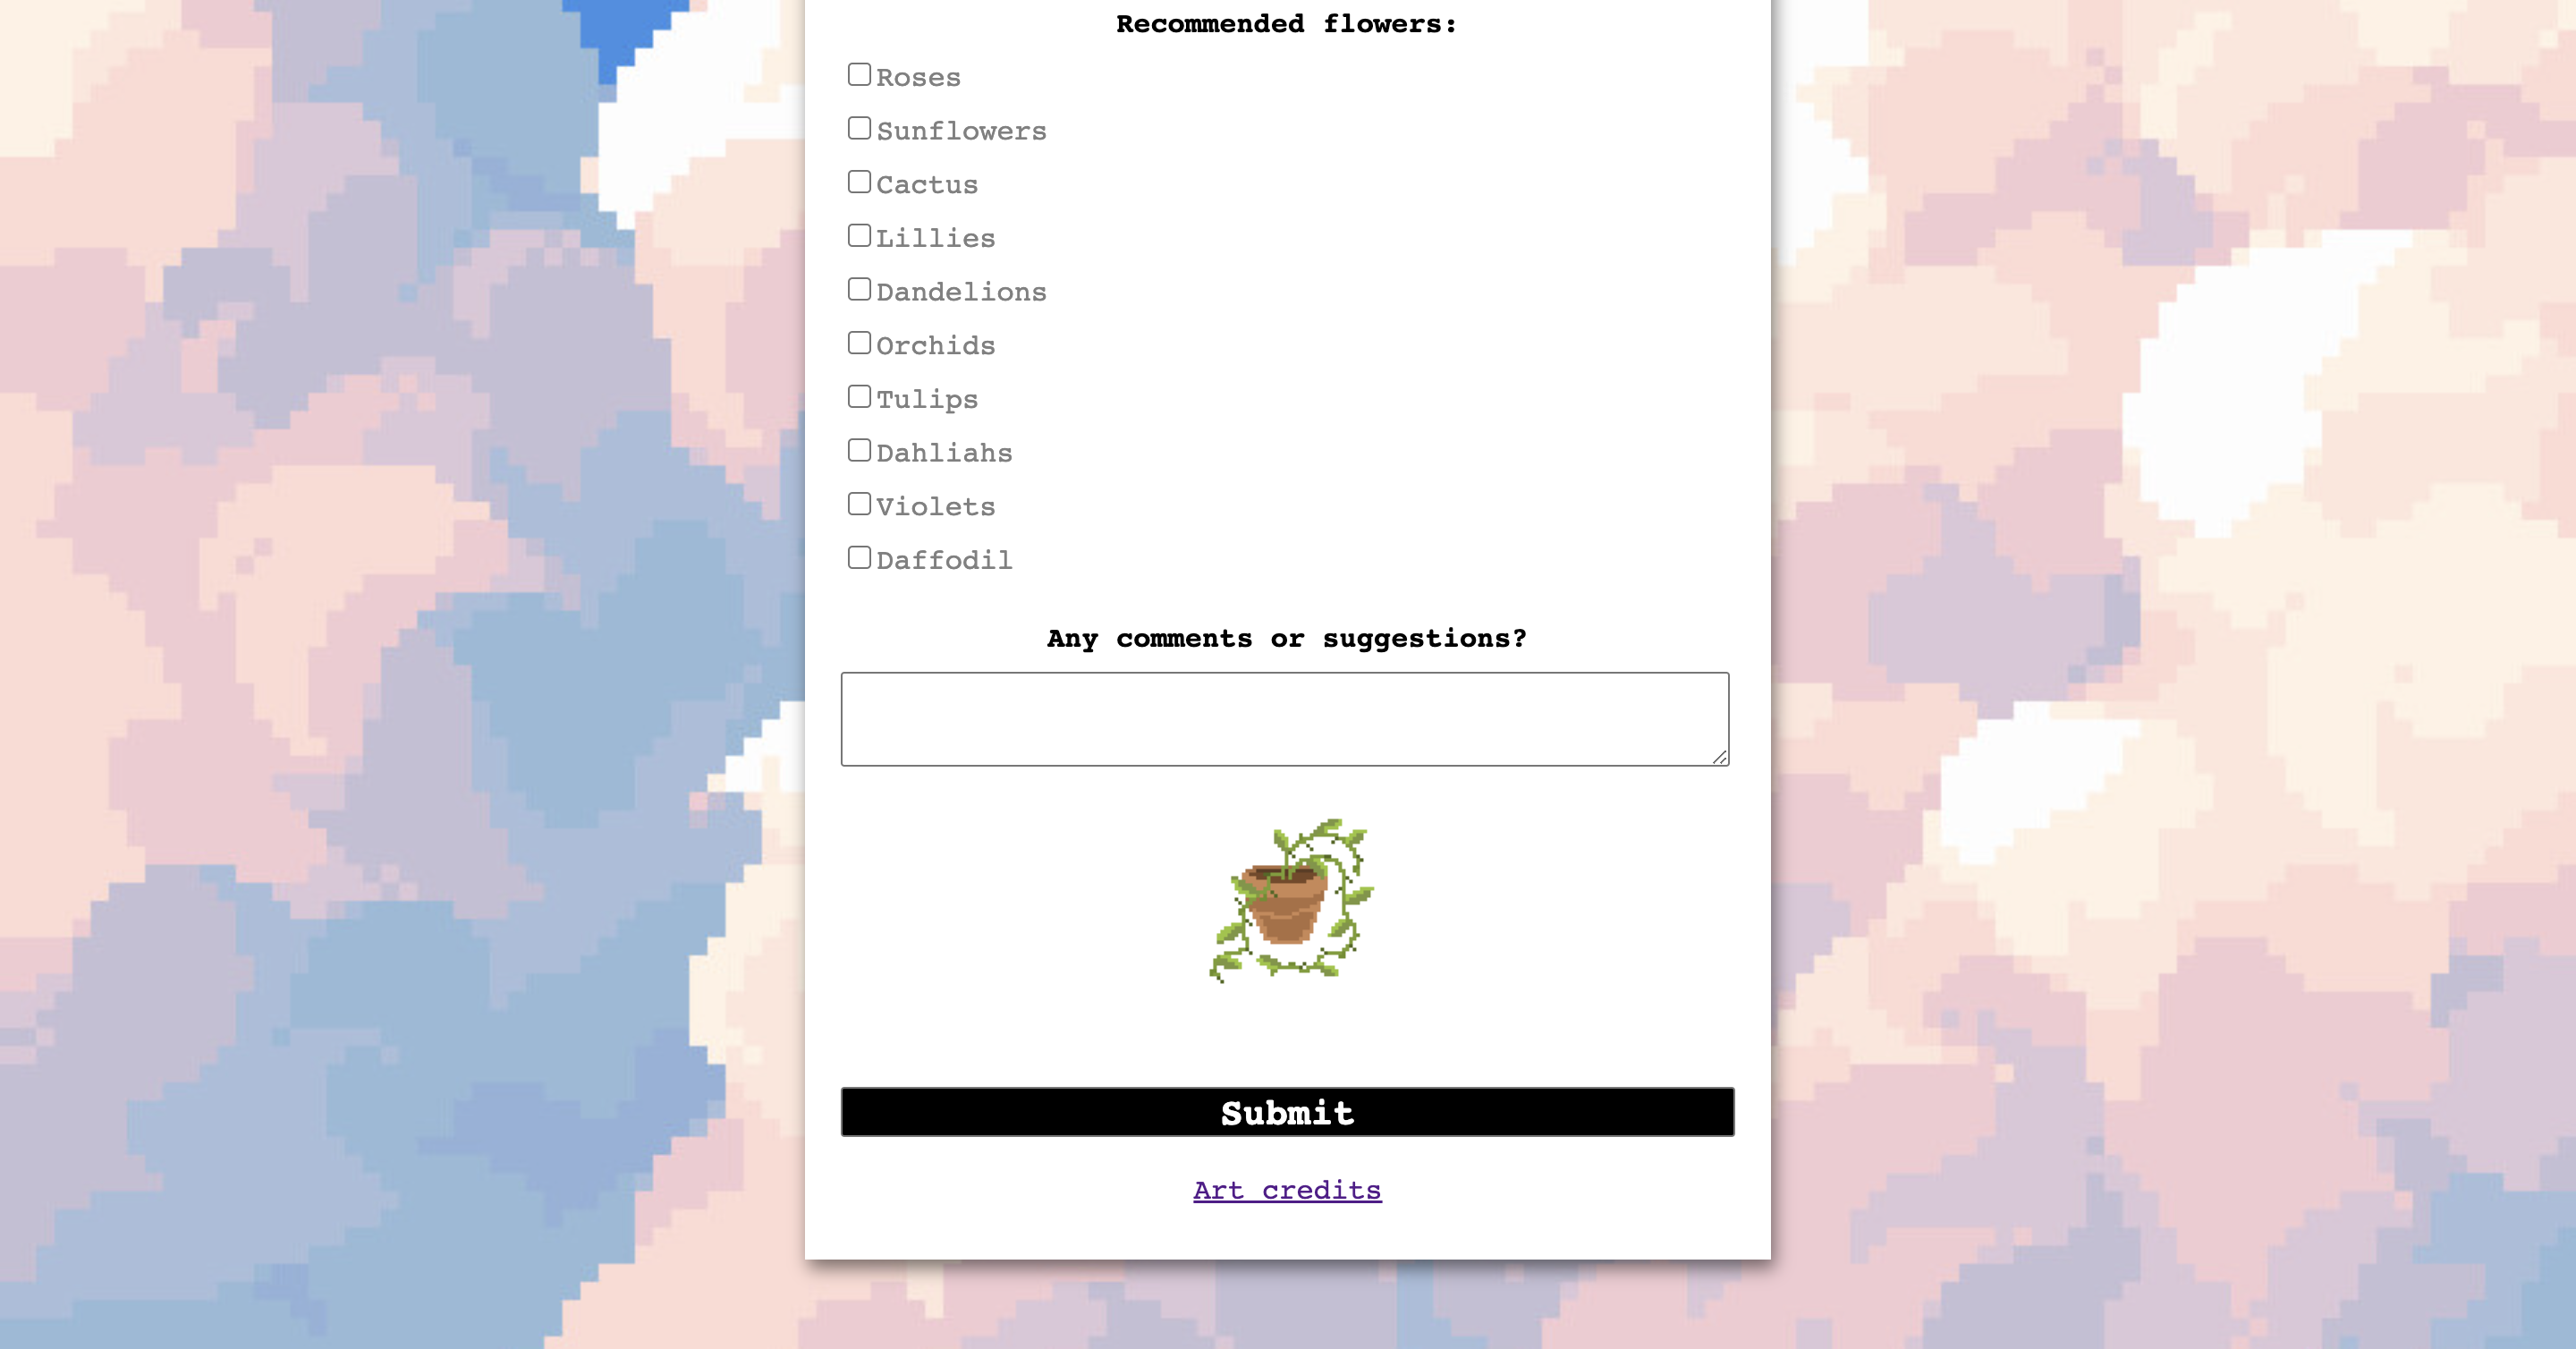 Recommended flowers:
Roses
Sunflowers
Cactus
Lillies
Dandelions
Orchids
Tulips
Dahliahs
Violets
Daffodil
Any comments or suggestions?
Submit
Art credits